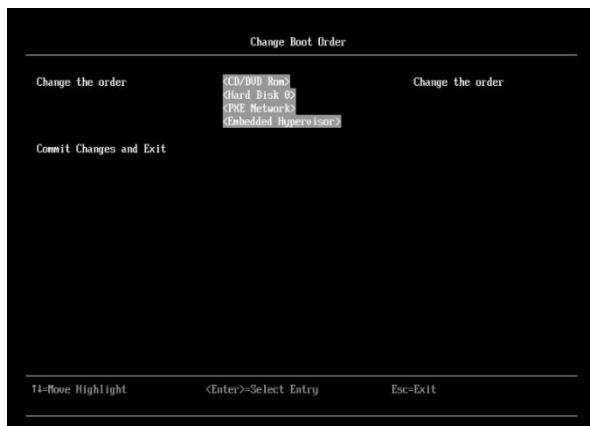 Change Boot Order
Change the order <CD/DVD Rom> Change the order
<Hard Disk 0>
<PXE Network>
<Embedded Hypervisor>
Commit Changes and Exit
↑↓=Move Highlight <Enter>=Select Entry Esc=Exit